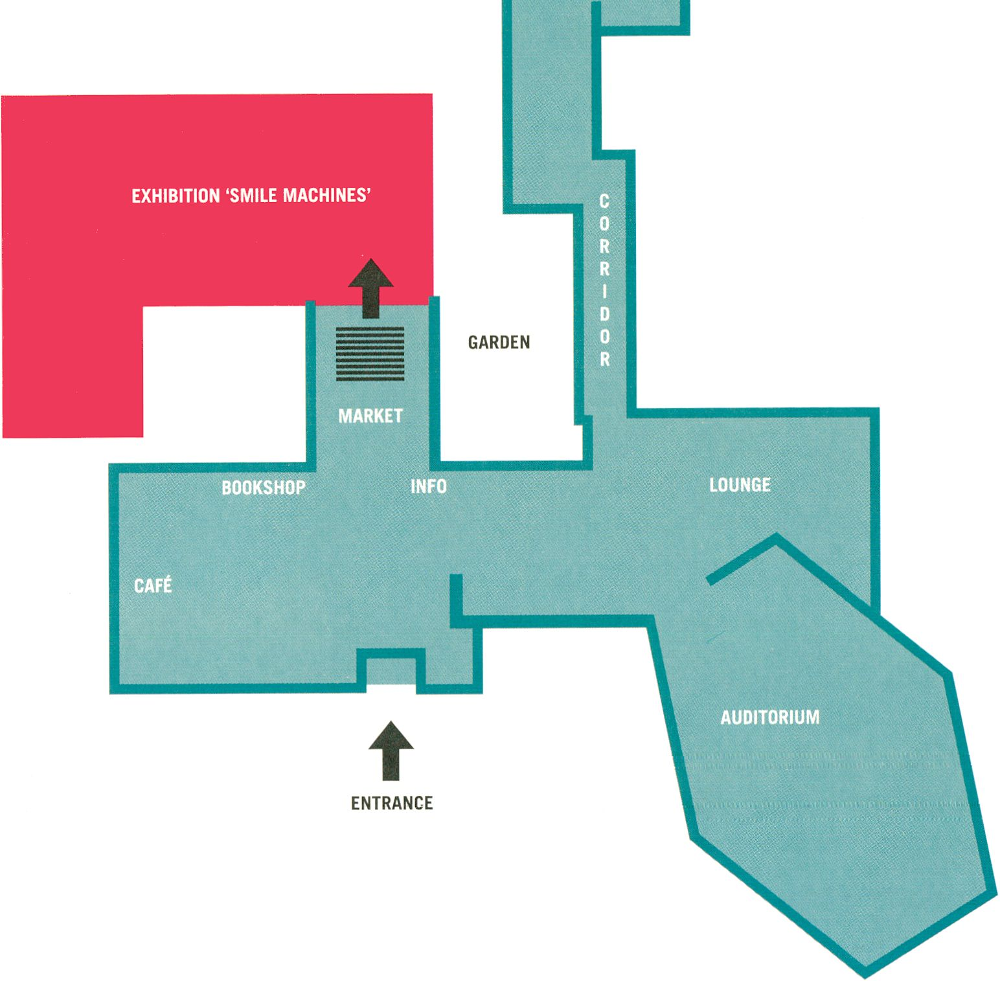 EXHIBITION ‘SMILE MACHINES’
CORRIDOR
GARDEN
MARKET
BOOKSHOP
INFO
LOUNGE
CAFÉ
AUDITORIUM
ENTRANCE